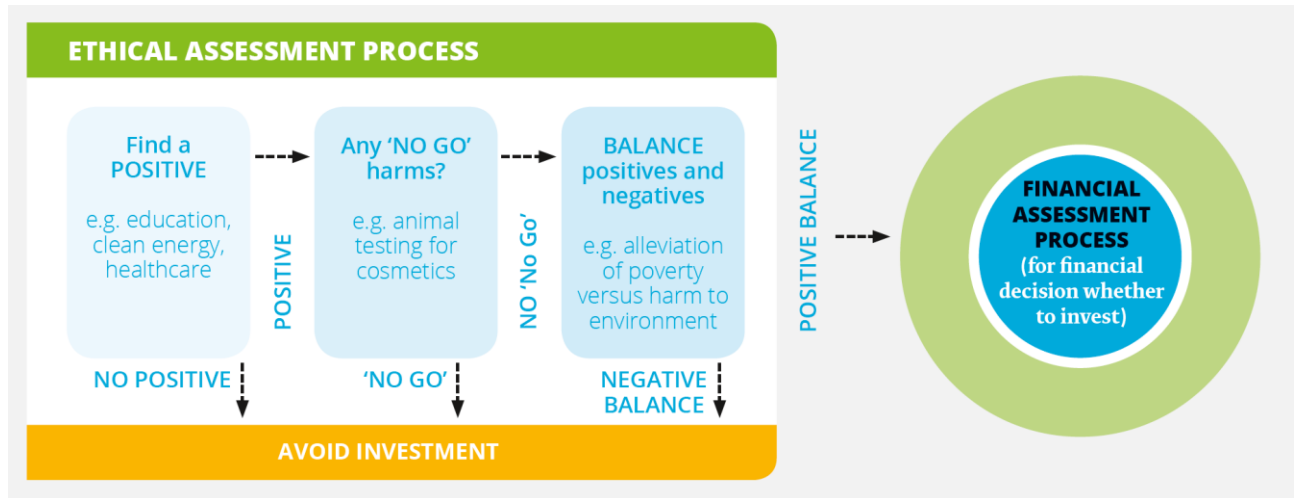 ETHICAL ASSESSMENT PROCESS
Find a
POSITIVE
e.g. education,
clean energy,
healthcare
POSITIVE
Any ‘NO GO’
harms?
e.g. animal
testing for
cosmetics
NO ‘No Go’
BALANCE
positives and
negatives
e.g. alleviation
of poverty
versus harm to
environment
NO POSITIVE
‘NO GO’
NEGATIVE
BALANCE
AVOID INVESTMENT
POSITIVE BALANCE
FINANCIAL
ASSESSMENT
PROCESS
(for financial
decision whether
to invest)